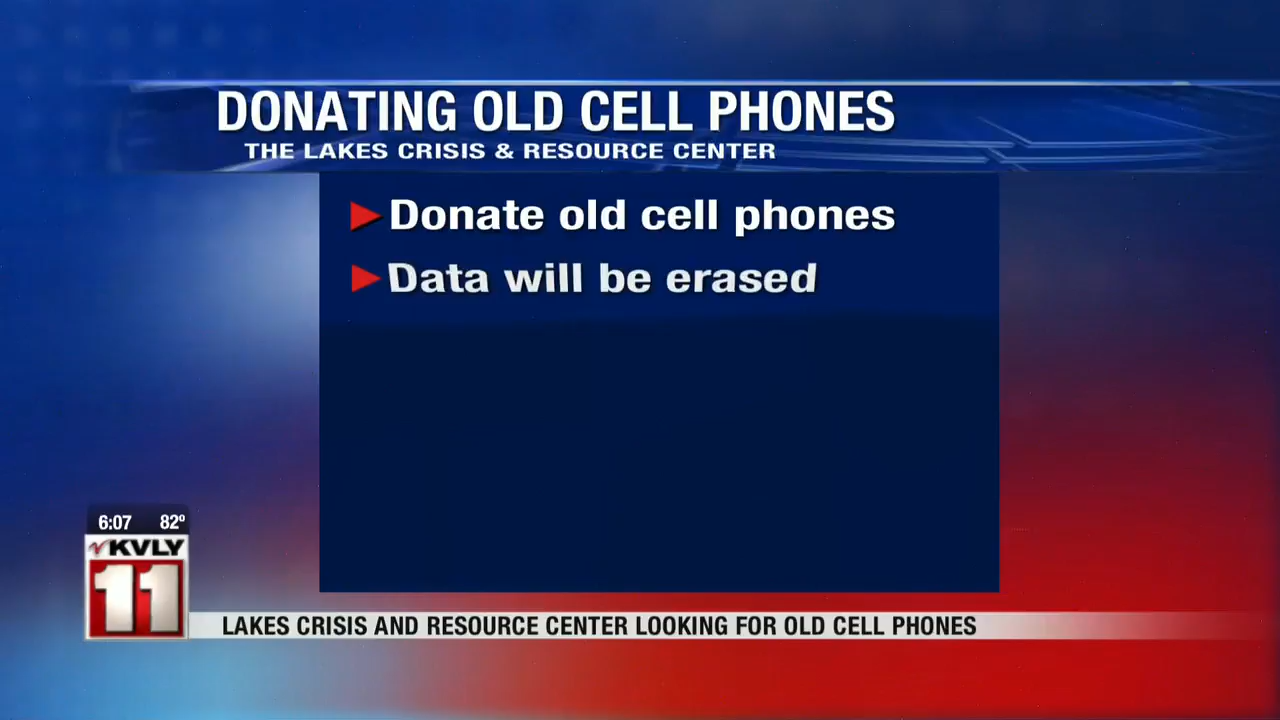 DONATING OLD CELL PHONES
THE LAKES CRISIS & RESOURCE CENTER
Donate old cell phones
Data will be erased
6:07 82º
KVLY
11
LAKES CRISIS AND RESOURCE CENTER LOOKING FOR OLD CELL PHONES